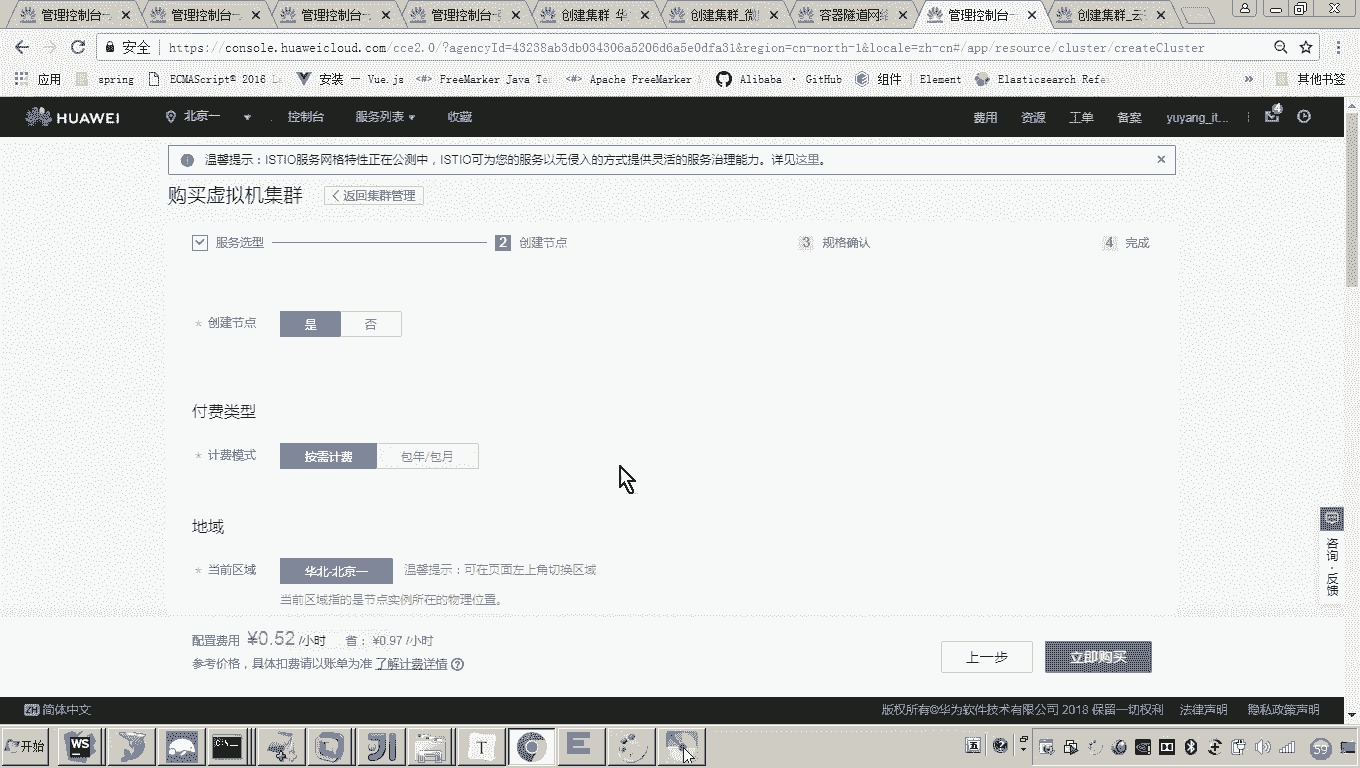 管理控制台
管理控制台
管理控制台
管理控制台
创建集群 华
创建集群_微
容器隧道网络
管理控制台
创建集群_云
安全
https://console.huaweicloud.com/cce2.0/?agencyId=43238ab3db034306a5206d6a5e0dfa31&region=cn-north-1&locale=zh-cn#/app/resource/cluster/createCluster
应用 spring ECMAScript® 2016 La 安装 — Vue.js FreeMarker Java Te Apache FreeMarker Alibaba · GitHub 组件 Element Elasticsearch Refe » 其他书签
HUAWEI 北京一 控制台 服务列表 收藏 费用 资源 工单 备案 yuyang_it... 4
温馨提示：ISTIO服务网格特性正在公测中，ISTIO可为您的服务以无侵入的方式提供灵活的服务治理能力。详见这里。
购买虚拟机集群 返回集群管理
服务选型 2 创建节点 3 规格确认 4 完成
* 创建节点 是 否
付费类型
* 计费模式 按需计费 包年/包月
地域
* 当前区域 华北-北京一 温馨提示：可在页面左上角切换区域
当前区域指的是节点实例所在的物理位置。
咨询·反馈
配置费用 ¥0.52 /小时 省：¥0.97 /小时
参考价格，具体扣费请以账单为准 了解计费详情
上一步 立即购买
ZH 简体中文 版权所有©华为软件技术有限公司 2018 保留一切权利 法律声明 隐私政策声明
开始 WS C:\ T E 五 59